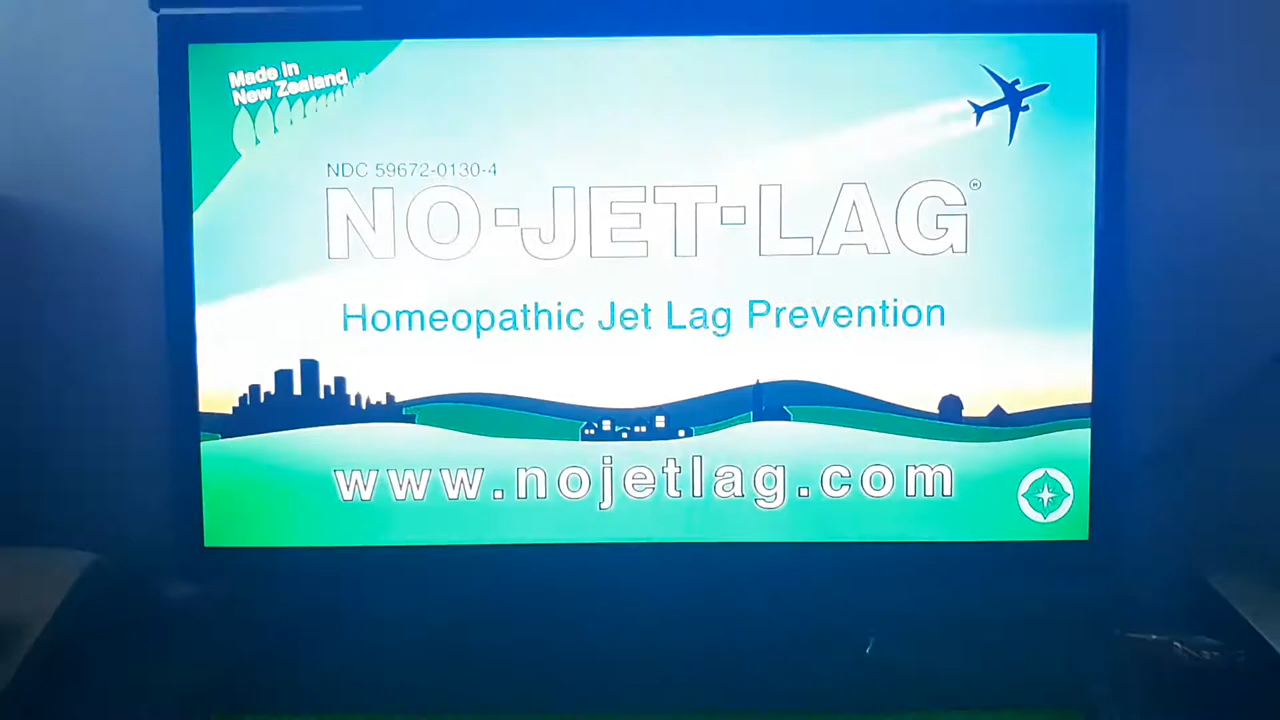 Made in
New Zealand
NDC 59672-0130-4
NO-JET-LAG®
Homeopathic Jet Lag Prevention
www.nojetlag.com